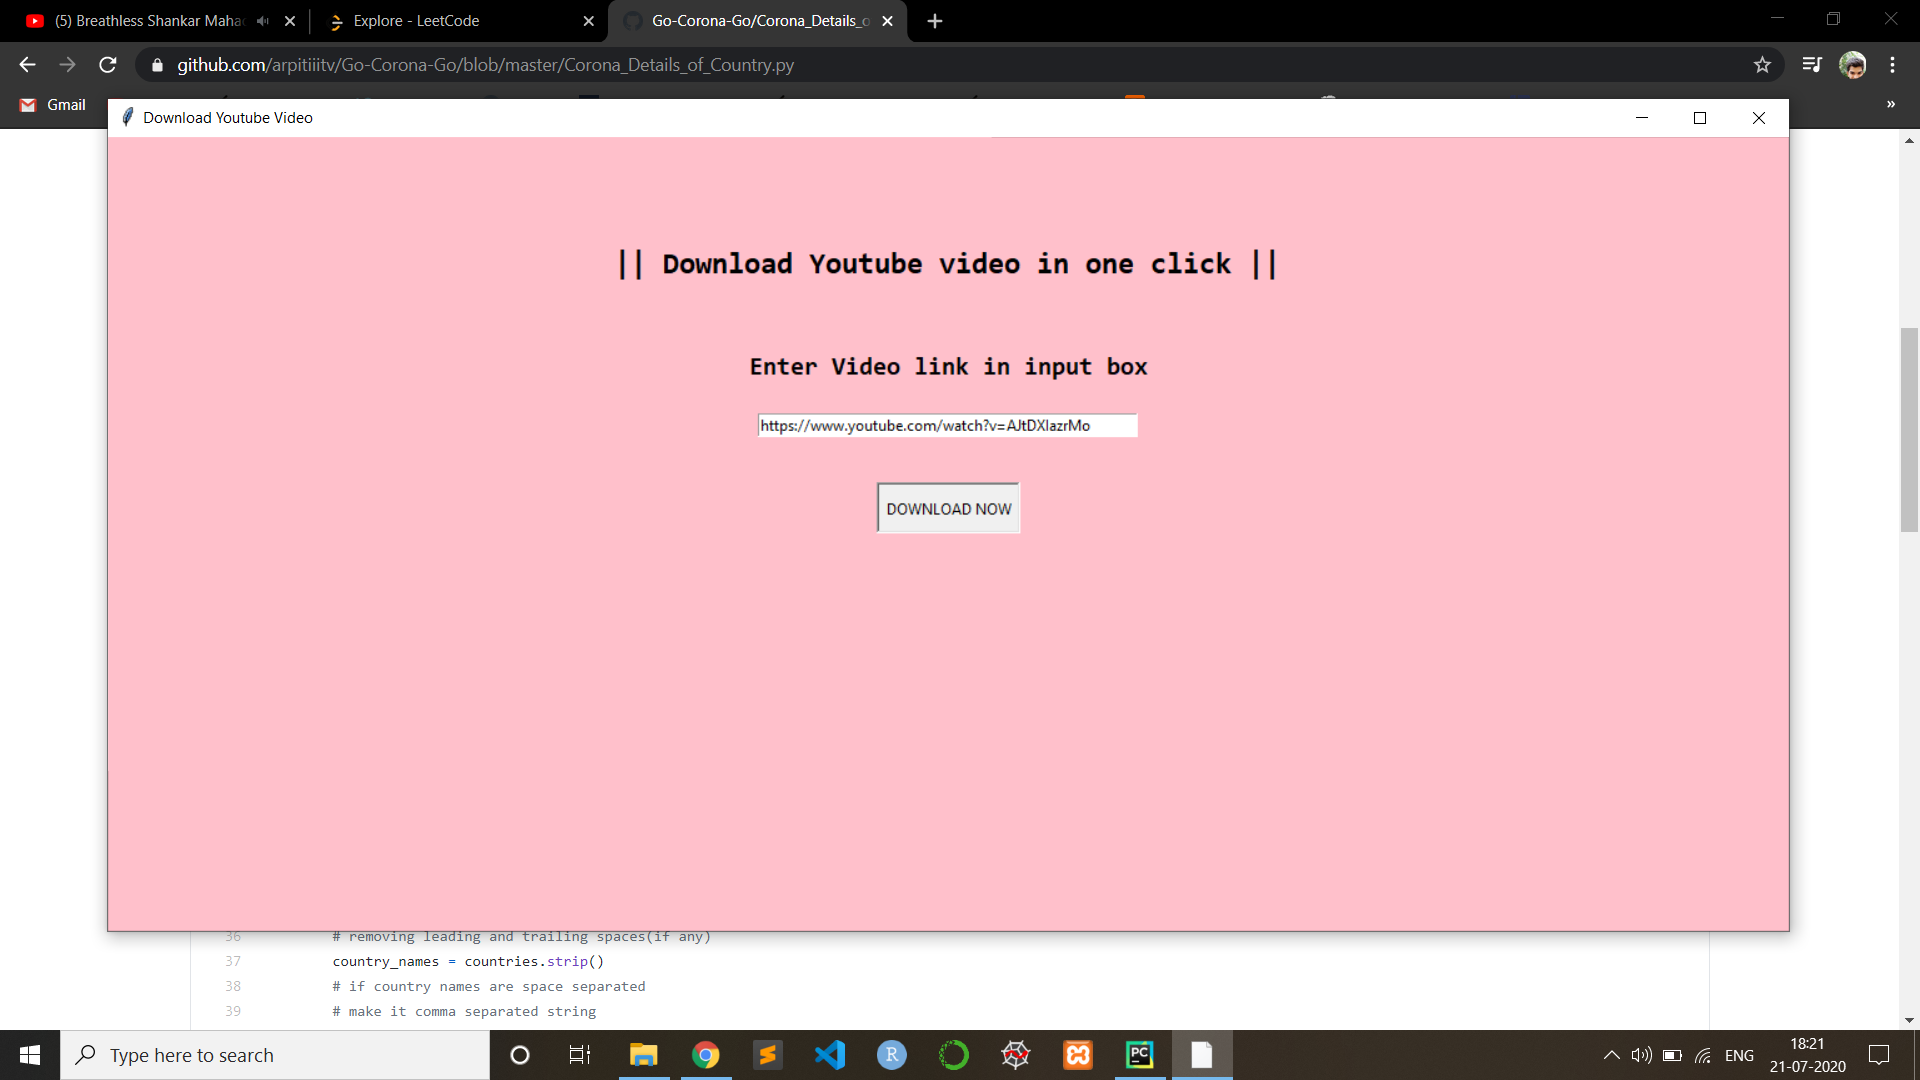 (5) Breathless Shankar Maha
Explore - LeetCode
Go-Corona-Go/Corona_Details_o
github.com/arpitiiitv/Go-Corona-Go/blob/master/Corona_Details_of_Country.py
Gmail
»
Download Youtube Video
|| Download Youtube video in one click ||
Enter Video link in input box
https://www.youtube.com/watch?v=AJtDXlazrMo
DOWNLOAD NOW
36 # removing leading and trailing spaces(if any)
37 country_names = countries.strip()
38 # if country names are space separated
39 # make it comma separated string
Type here to search
R
PC
ENG
18:21
21-07-2020